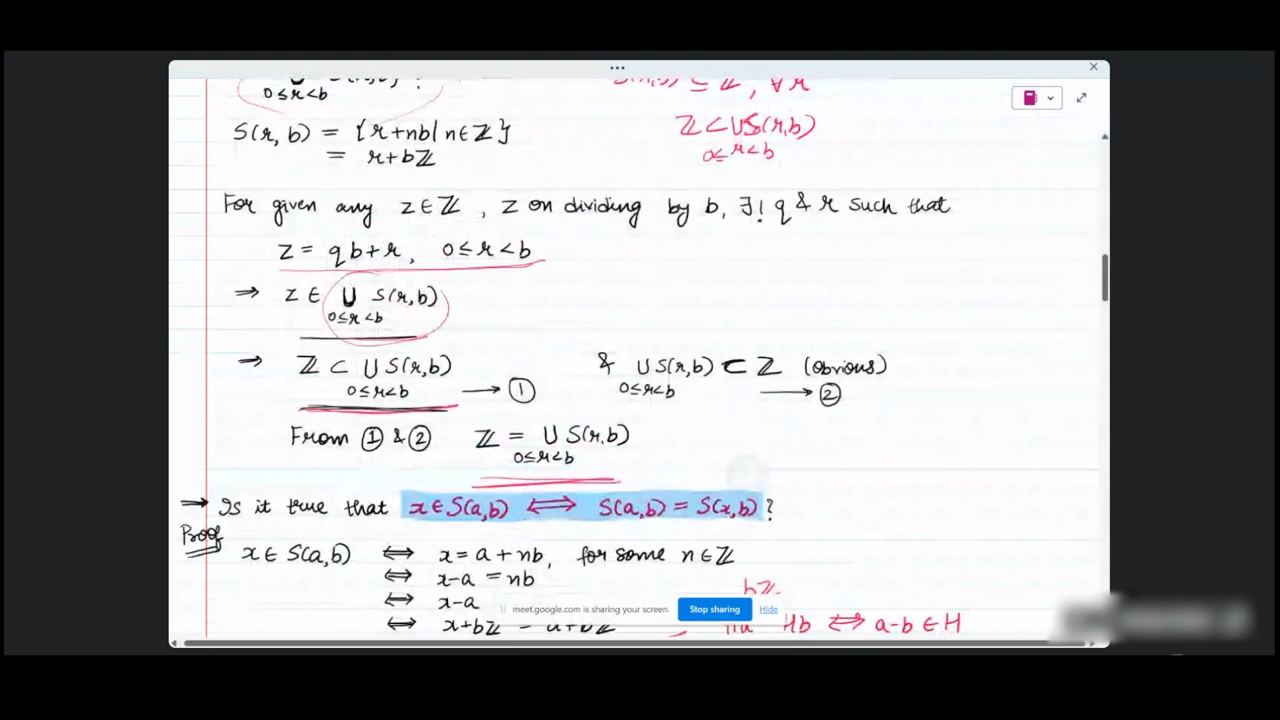 0≤r<b
S(r, b) = {r+nb| n∈ℤ}
= r+bℤ
, ∀ r
ℤ⊂∪S(r,b)
0≤r<b
For given any z∈ℤ, z on dividing by b, ∃! q & r such that
z = qb+r, 0≤r<b
⇒ z ∈ ∪ S(r,b)
0≤r<b
⇒ ℤ ⊂ ∪ S(r,b) & ∪S(r,b) ⊂ ℤ (obvious)
0≤r<b → ① 0≤r<b → ②
From ① & ② ℤ = ∪ S(r,b)
0≤r<b
→ Is it true that x∈S(a,b) ⟺ S(a,b) = S(x,b)?
Proof
x∈ S(a,b) ⟺ x=a+nb, for some n∈ℤ
⟺ x-a =nb
bℤ
⟺ x-a
meet.google.com is sharing your screen. Stop sharing Hide
⟺ x+bℤ = a+bℤ
Hb ⟺ a-b ∈ H